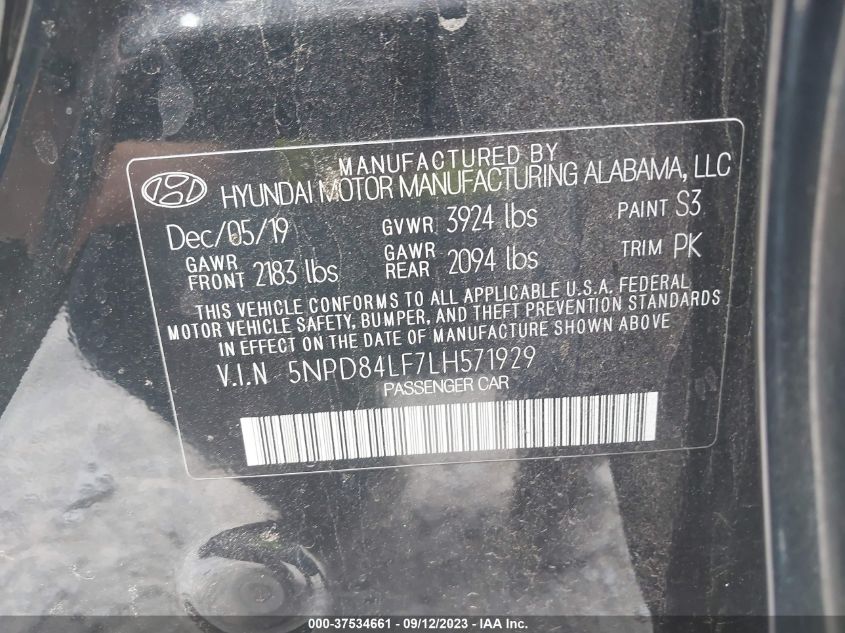 MANUFACTURED BY
HYUNDAI MOTOR MANUFACTURING ALABAMA, LLC
Dec/05/19 GVWR 3924 lbs PAINT S3
GAWR FRONT 2183 lbs GAWR REAR 2094 lbs TRIM PK
THIS VEHICLE CONFORMS TO ALL APPLICABLE U.S.A. FEDERAL
MOTOR VEHICLE SAFETY, BUMPER, AND THEFT PREVENTION STANDARDS
IN EFFECT ON THE DATE OF MANUFACTURE SHOWN ABOVE
V.I.N 5NPD84LF7LH571929
PASSENGER CAR
000-37534661 - 09/12/2023 - IAA Inc.